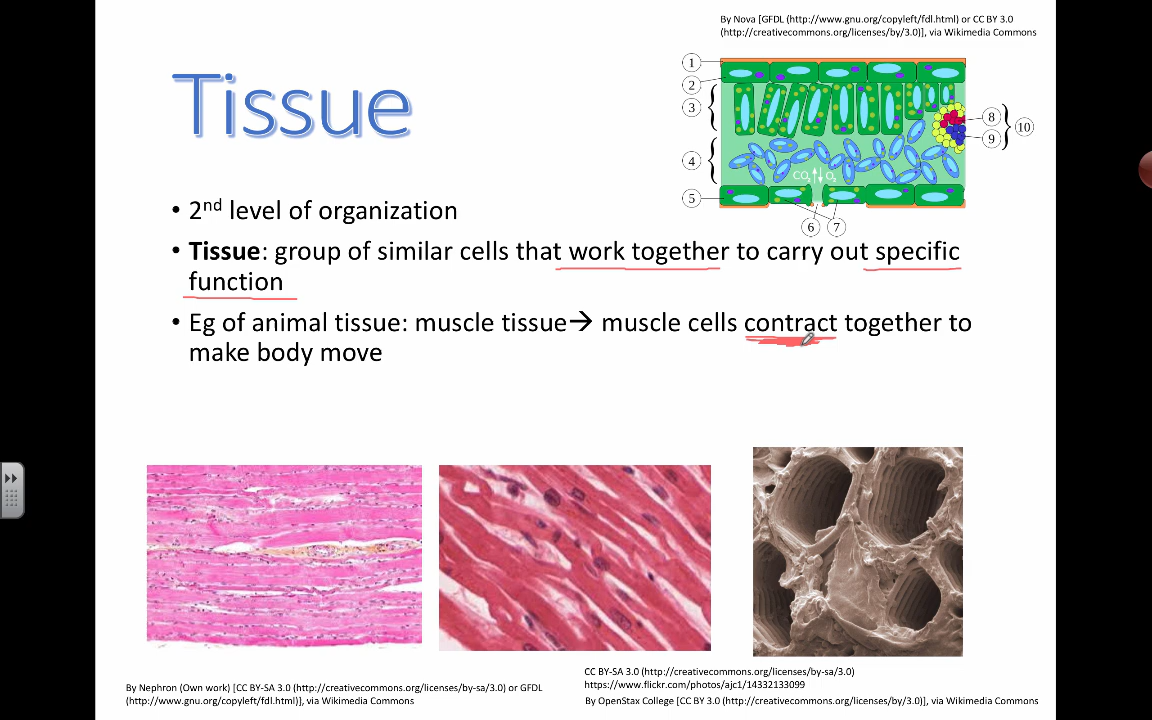 By Nova [GFDL (http://www.gnu.org/copyleft/fdl.html) or CC BY 3.0
(http://creativecommons.org/licenses/by/3.0)], via Wikimedia Commons
Tissue
1
2
3
4
5
6
7
8
9
10
CO₂ O₂
• 2nd level of organization
• Tissue: group of similar cells that work together to carry out specific
function
• Eg of animal tissue: muscle tissue→ muscle cells contract together to
make body move
CC BY-SA 3.0 (http://creativecommons.org/licenses/by-sa/3.0)
https://www.flickr.com/photos/ajc1/14332133099
By Nephron (Own work) [CC BY-SA 3.0 (http://creativecommons.org/licenses/by-sa/3.0) or GFDL
(http://www.gnu.org/copyleft/fdl.html)], via Wikimedia Commons
By OpenStax College [CC BY 3.0 (http://creativecommons.org/licenses/by/3.0)], via Wikimedia Commons